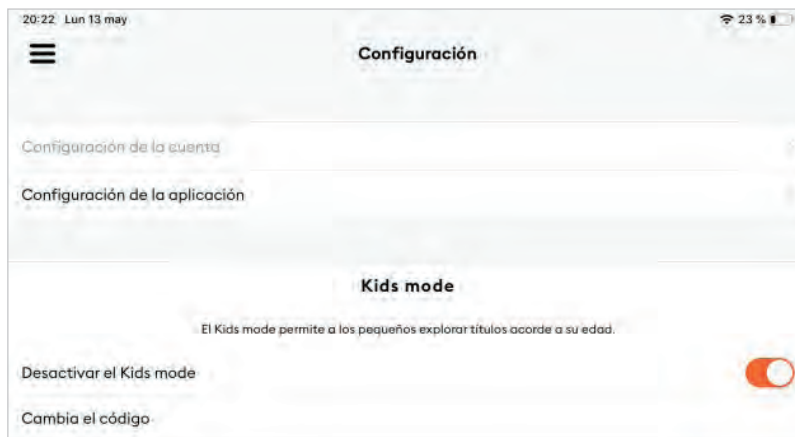 20:22 Lun 13 may 23 %
Configuración
Configuración de la cuenta
Configuración de la aplicación
Kids mode
El Kids mode permite a los pequeños explorar títulos acorde a su edad.
Desactivar el Kids mode
Cambia el código